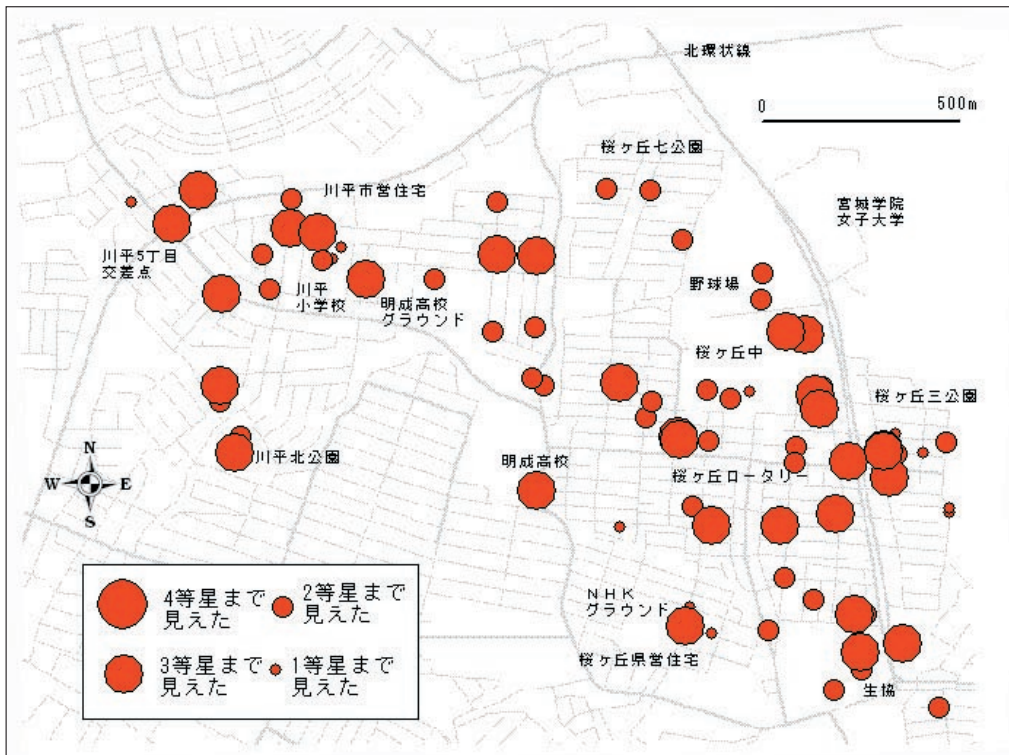 北環状線
0 500m
桜ヶ丘七公園
川平市営住宅
宮城学院
女子大学
川平5丁目
交差点
川平
小学校
明成高校
グラウンド
野球場
桜ヶ丘中
桜ヶ丘三公園
川平北公園
明成高校
桜ヶ丘ロータリー
N
W E
S
NHK
グラウンド
桜ヶ丘県営住宅
生協
4等星まで
見えた
2等星まで
見えた
3等星まで
見えた
1等星まで
見えた